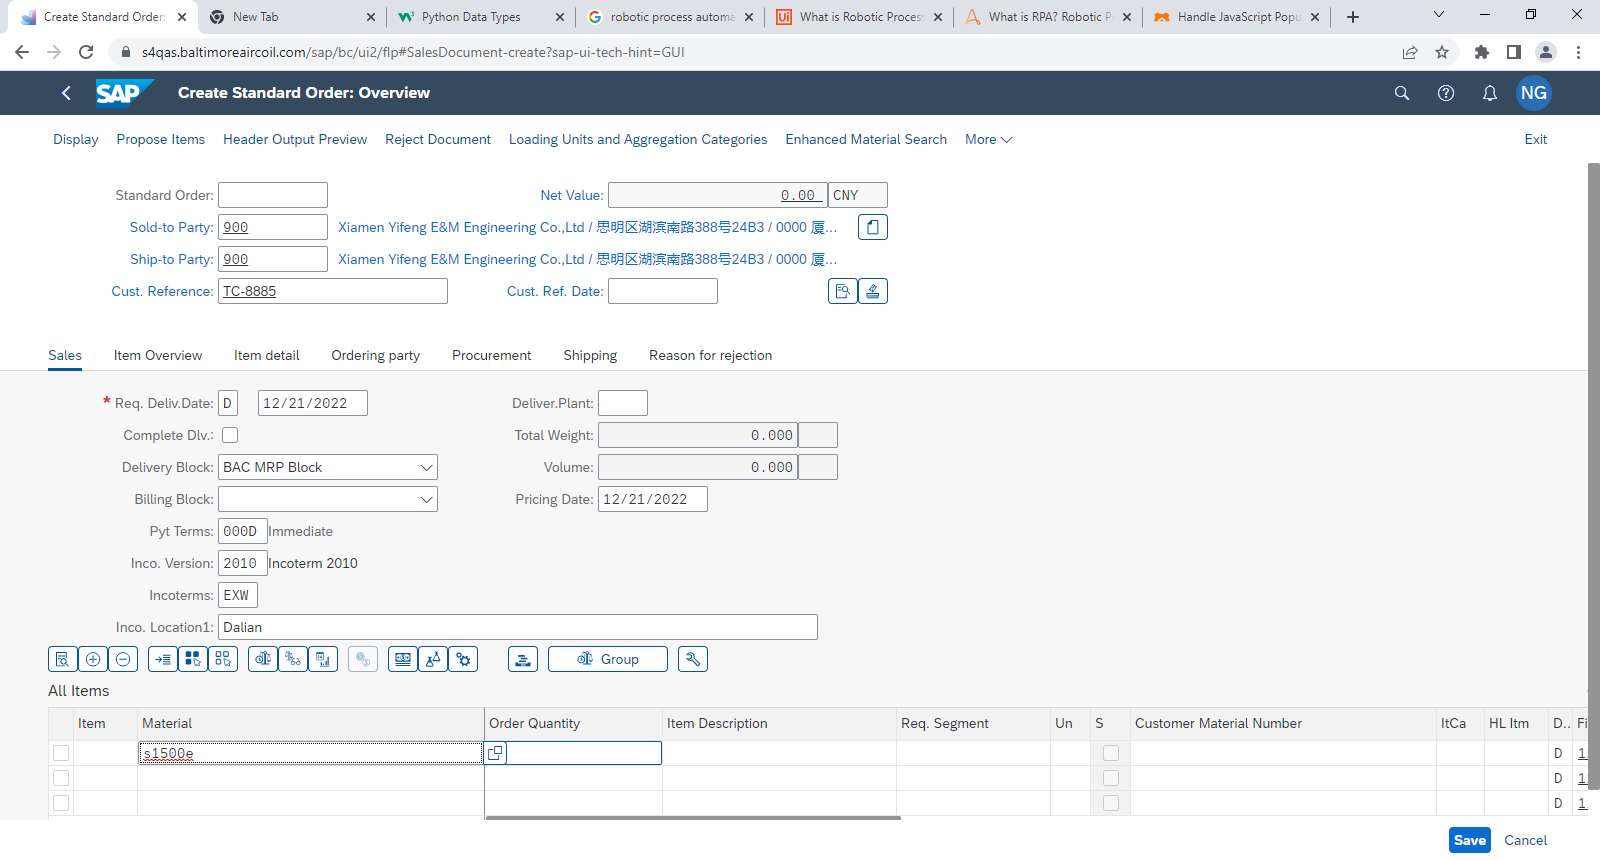 Create Standard Order:
New Tab
Python Data Types
robotic process automa
What is Robotic Process
What is RPA? Robotic P
Handle JavaScript Popu
s4qas.baltimoreaircoil.com/sap/bc/ui2/flp#SalesDocument-create?sap-ui-tech-hint=GUI
SAP Create Standard Order: Overview NG
Display Propose Items Header Output Preview Reject Document Loading Units and Aggregation Categories Enhanced Material Search More Exit
Standard Order: Net Value: 0.00 CNY
Sold-to Party: 900 Xiamen Yifeng E&M Engineering Co.,Ltd / 思明区湖滨南路388号24B3 / 0000 厦...
Ship-to Party: 900 Xiamen Yifeng E&M Engineering Co.,Ltd / 思明区湖滨南路388号24B3 / 0000 厦...
Cust. Reference: TC-8885 Cust. Ref. Date:
Sales Item Overview Item detail Ordering party Procurement Shipping Reason for rejection
* Req. Deliv.Date: D 12/21/2022 Deliver.Plant:
Complete Dlv.: Total Weight: 0.000
Delivery Block: BAC MRP Block Volume: 0.000
Billing Block: Pricing Date: 12/21/2022
Pyt Terms: 000D Immediate
Inco. Version: 2010 Incoterm 2010
Incoterms: EXW
Inco. Location1: Dalian
Group
All Items
Item Material Order Quantity Item Description Req. Segment Un S Customer Material Number ItCa HL Itm D.. Fi
s1500e D 1
D 1
D 1
Save Cancel